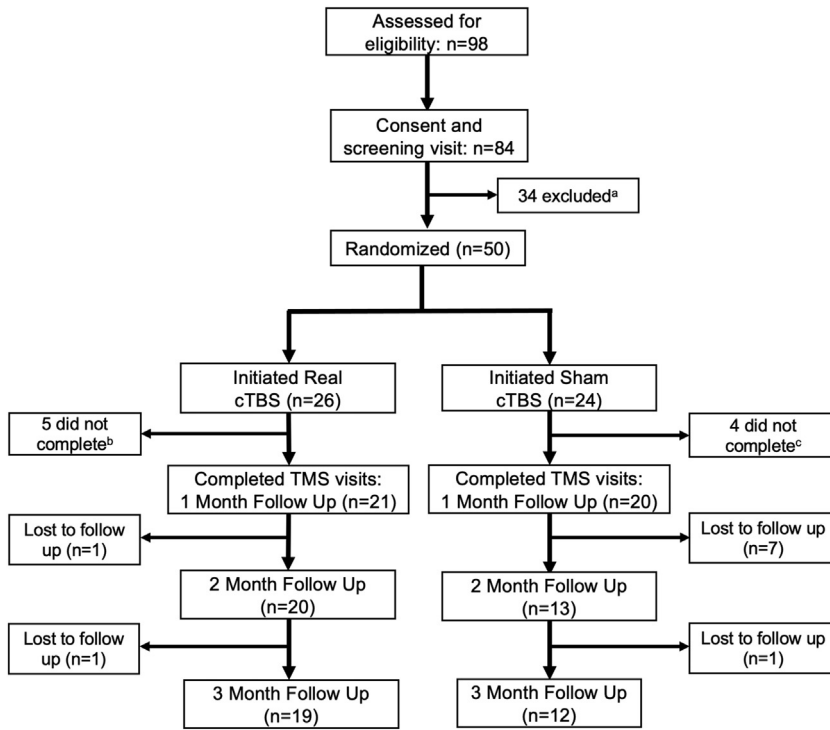 Assessed for
eligibility: n=98
Consent and
screening visit: n=84
34 excludedᵃ
Randomized (n=50)
Initiated Real
cTBS (n=26)
Initiated Sham
cTBS (n=24)
5 did not
completeᵇ
4 did not
completeᶜ
Completed TMS visits:
1 Month Follow Up (n=21)
Completed TMS visits:
1 Month Follow Up (n=20)
Lost to follow
up (n=1)
Lost to follow up
(n=7)
2 Month Follow Up
(n=20)
2 Month Follow Up
(n=13)
Lost to follow
up (n=1)
Lost to follow up
(n=1)
3 Month Follow Up
(n=19)
3 Month Follow Up
(n=12)